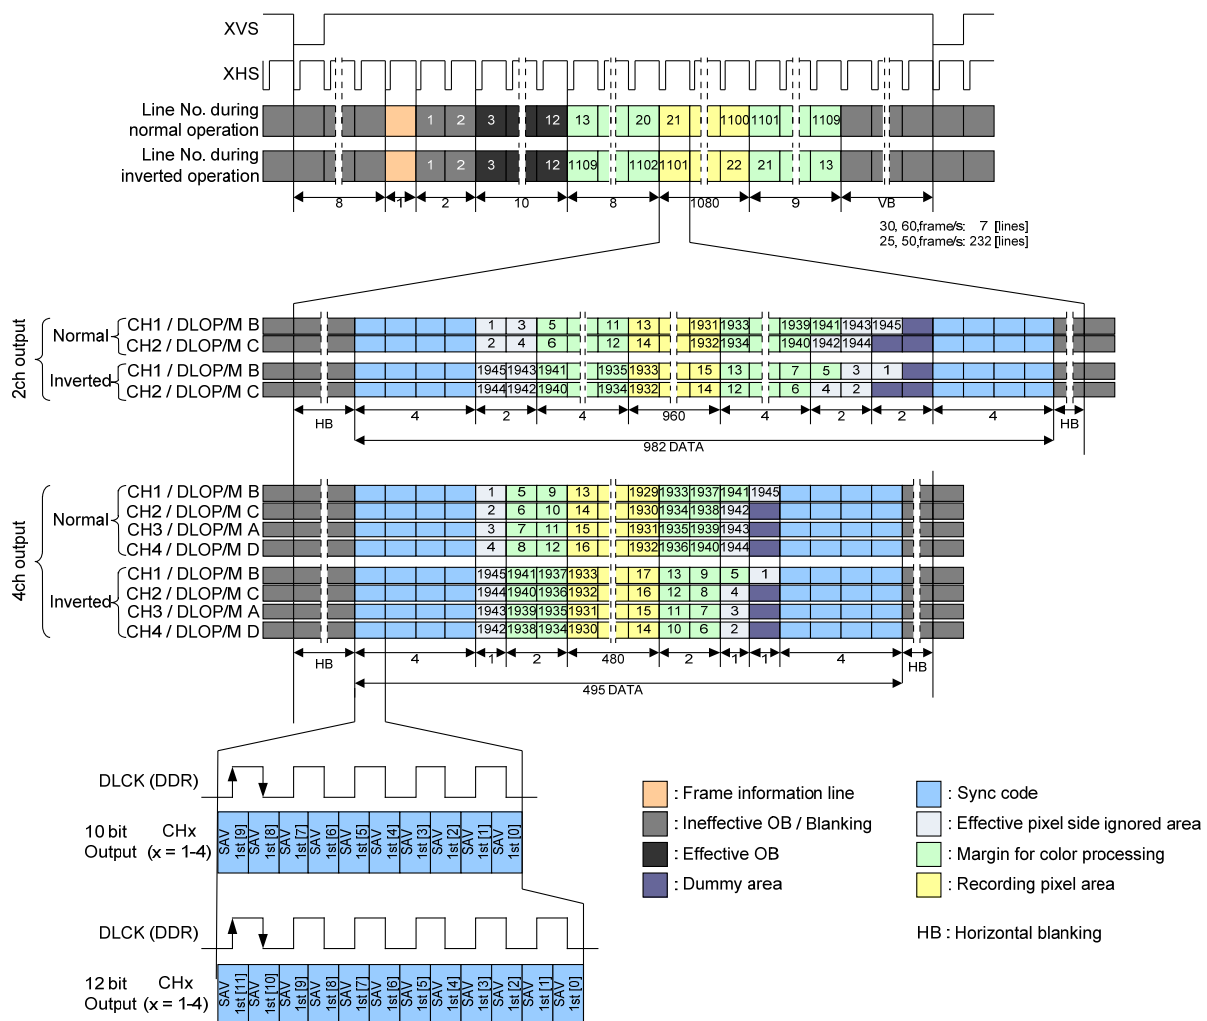 XVS
XHS
Line No. during
normal operation
1 2 3 12 13 20 21 1100 1101 1109
Line No. during
inverted operation
1 2 3 12 1109 1102 1101 22 21 13
8 1 2 10 8 1080 9 VB
30, 60,frame/s: 7 [lines]
25, 50,frame/s: 232 [lines]
2ch output
Normal
CH1 / DLOP/M B 1 3 5 11 13 1931 1933 1939 1941 1943 1945
CH2 / DLOP/M C 2 4 6 12 14 1932 1934 1940 1942 1944
Inverted
CH1 / DLOP/M B 1945 1943 1941 1935 1933 15 13 7 5 3 1
CH2 / DLOP/M C 1944 1942 1940 1934 1932 14 12 6 4 2
HB 4 2 4 960 4 2 2 4 HB
982 DATA
4ch output
Normal
CH1 / DLOP/M B 1 5 9 13 1929 1933 1937 1941 1945
CH2 / DLOP/M C 2 6 10 14 1930 1934 1938 1942
CH3 / DLOP/M A 3 7 11 15 1931 1935 1939 1943
CH4 / DLOP/M D 4 8 12 16 1932 1936 1940 1944
Inverted
CH1 / DLOP/M B 1945 1941 1937 1933 17 13 9 5 1
CH2 / DLOP/M C 1944 1940 1936 1932 16 12 8 4
CH3 / DLOP/M A 1943 1939 1935 1931 15 11 7 3
CH4 / DLOP/M D 1942 1938 1934 1930 14 10 6 2
HB 4 1 2 480 2 1 1 4 HB
495 DATA
DLCK (DDR)
10 bit CHx
Output (x = 1-4)
SAV 1st [9] SAV 1st [8] SAV 1st [7] SAV 1st [6] SAV 1st [5] SAV 1st [4] SAV 1st [3] SAV 1st [2] SAV 1st [1] SAV 1st [0]
DLCK (DDR)
12 bit CHx
Output (x = 1-4)
SAV 1st [11] SAV 1st [10] SAV 1st [9] SAV 1st [8] SAV 1st [7] SAV 1st [6] SAV 1st [5] SAV 1st [4] SAV 1st [3] SAV 1st [2] SAV 1st [1] SAV 1st [0]
: Frame information line
: Ineffective OB / Blanking
: Effective OB
: Dummy area
: Sync code
: Effective pixel side ignored area
: Margin for color processing
: Recording pixel area
HB : Horizontal blanking